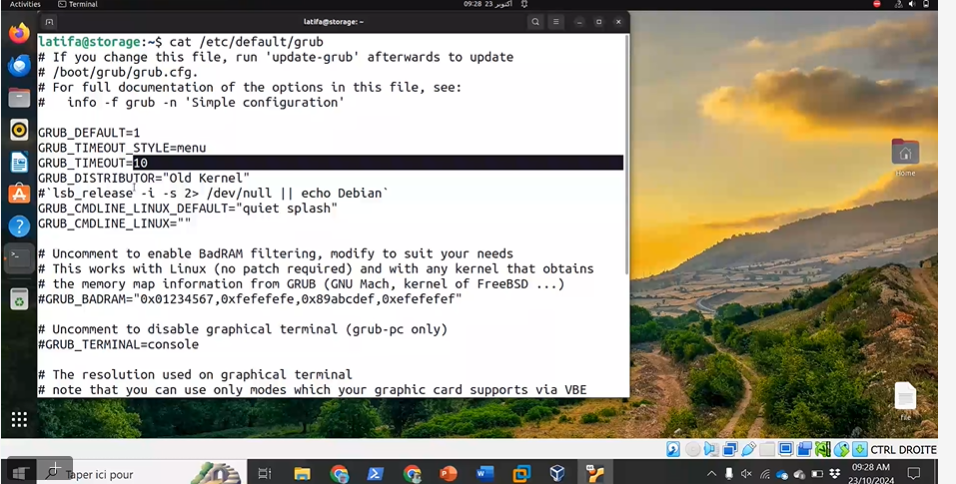 Activities
Terminal
09:28 23 أكتوبر
latifa@storage: ~
latifa@storage:~$ cat /etc/default/grub
# If you change this file, run 'update-grub' afterwards to update
# /boot/grub/grub.cfg.
# For full documentation of the options in this file, see:
#   info -f grub -n 'Simple configuration'
GRUB_DEFAULT=1
GRUB_TIMEOUT_STYLE=menu
GRUB_TIMEOUT=10
GRUB_DISTRIBUTOR="Old Kernel"
#`lsb_release -i -s 2> /dev/null || echo Debian`
GRUB_CMDLINE_LINUX_DEFAULT="quiet splash"
GRUB_CMDLINE_LINUX=""
# Uncomment to enable BadRAM filtering, modify to suit your needs
# This works with Linux (no patch required) and with any kernel that obtains
# the memory map information from GRUB (GNU Mach, kernel of FreeBSD ...)
#GRUB_BADRAM="0x01234567,0xfefefefe,0x89abcdef,0xefefefef"
# Uncomment to disable graphical terminal (grub-pc only)
#GRUB_TERMINAL=console
# The resolution used on graphical terminal
# note that you can use only modes which your graphic card supports via VBE
Home
file
CTRL DROITE
Taper ici pour
09:28 AM
23/10/2024